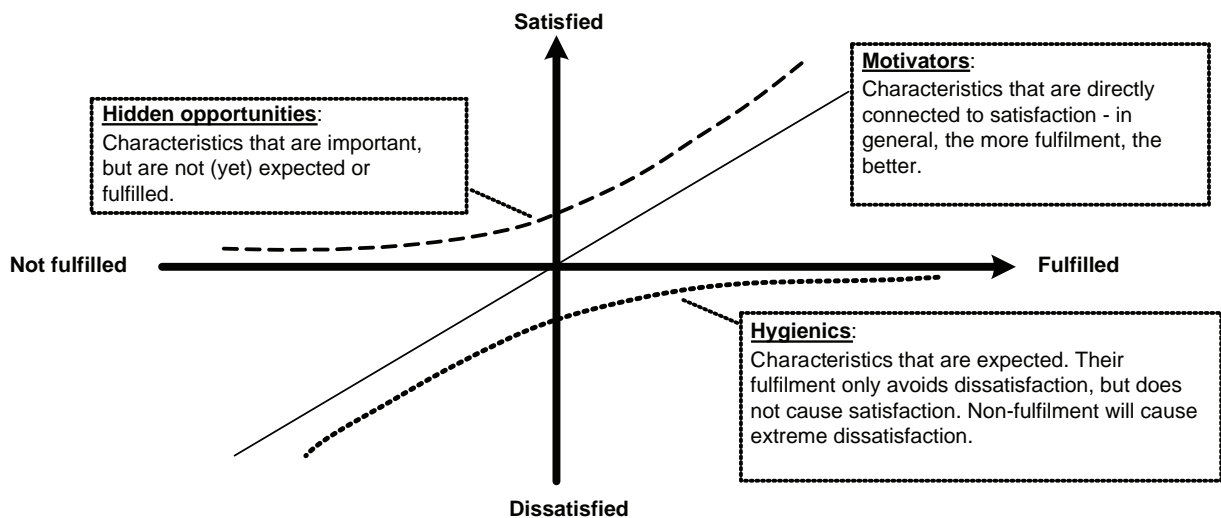 Satisfied
Hidden opportunities:
Characteristics that are important,
but are not (yet) expected or
fulfilled.
Motivators:
Characteristics that are directly
connected to satisfaction - in
general, the more fulfilment, the
better.
Not fulfilled
Fulfilled
Hygienics:
Characteristics that are expected. Their
fulfilment only avoids dissatisfaction, but does
not cause satisfaction. Non-fulfilment will cause
extreme dissatisfaction.
Dissatisfied